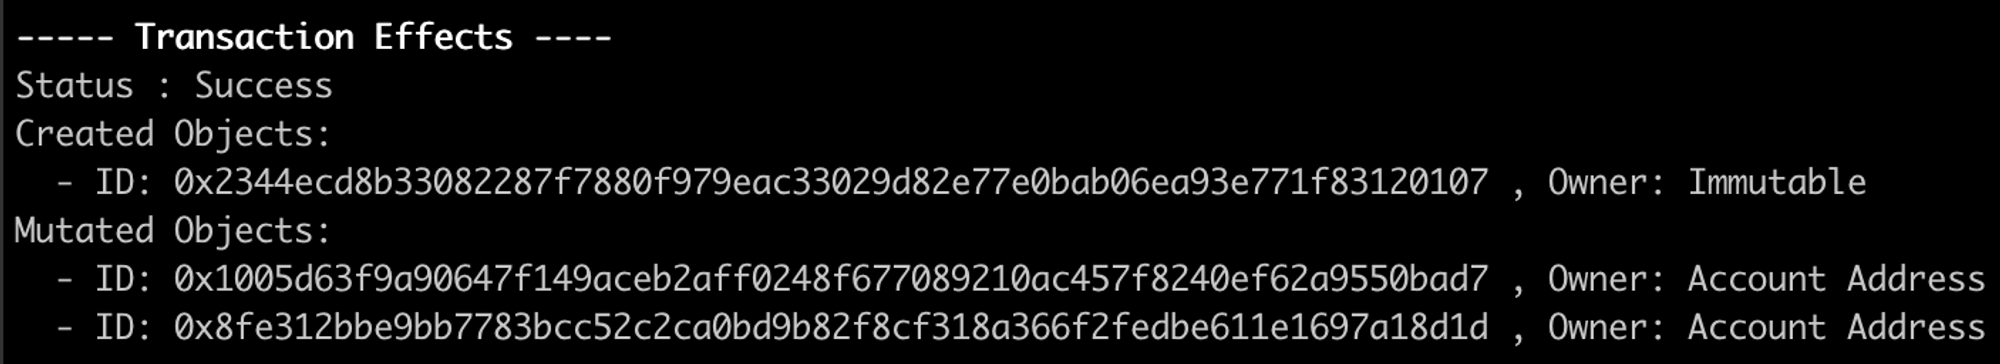 ----- Transaction Effects ----
Status : Success
Created Objects:
  - ID: 0x2344ecd8b33082287f7880f979eac33029d82e77e0bab06ea93e771f83120107 , Owner: Immutable
Mutated Objects:
  - ID: 0x1005d63f9a90647f149aceb2aff0248f677089210ac457f8240ef62a9550bad7 , Owner: Account Address
  - ID: 0x8fe312bbe9bb7783bcc52c2ca0bd9b82f8cf318a366f2fedbe611e1697a18d1d , Owner: Account Address